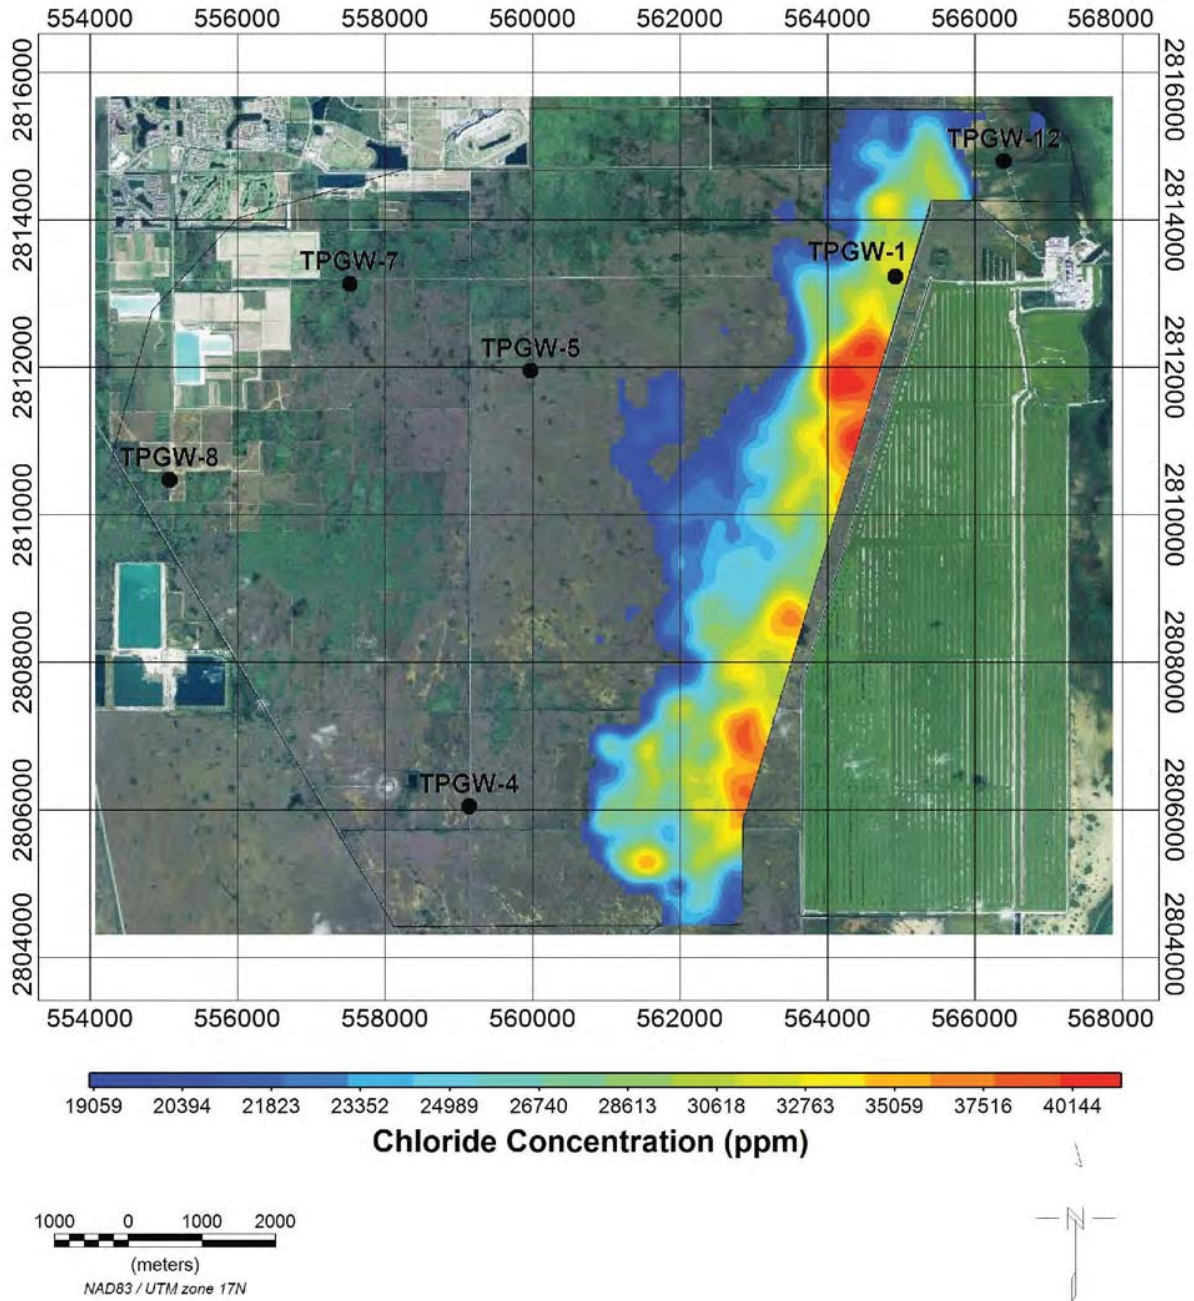 554000 556000 558000 560000 562000 564000 566000 568000
2816000 2816000
TPGW-12
2814000 2814000
TPGW-1
TPGW-7
2812000 2812000
TPGW-5
TPGW-8
2810000 2810000
2808000 2808000
TPGW-4
2806000 2806000
2804000 2804000
554000 556000 558000 560000 562000 564000 566000 568000
19059 20394 21823 23352 24989 26740 28613 30618 32763 35059 37516 40144
Chloride Concentration (ppm)
1000 0 1000 2000
(meters)
NAD83 / UTM zone 17N
N